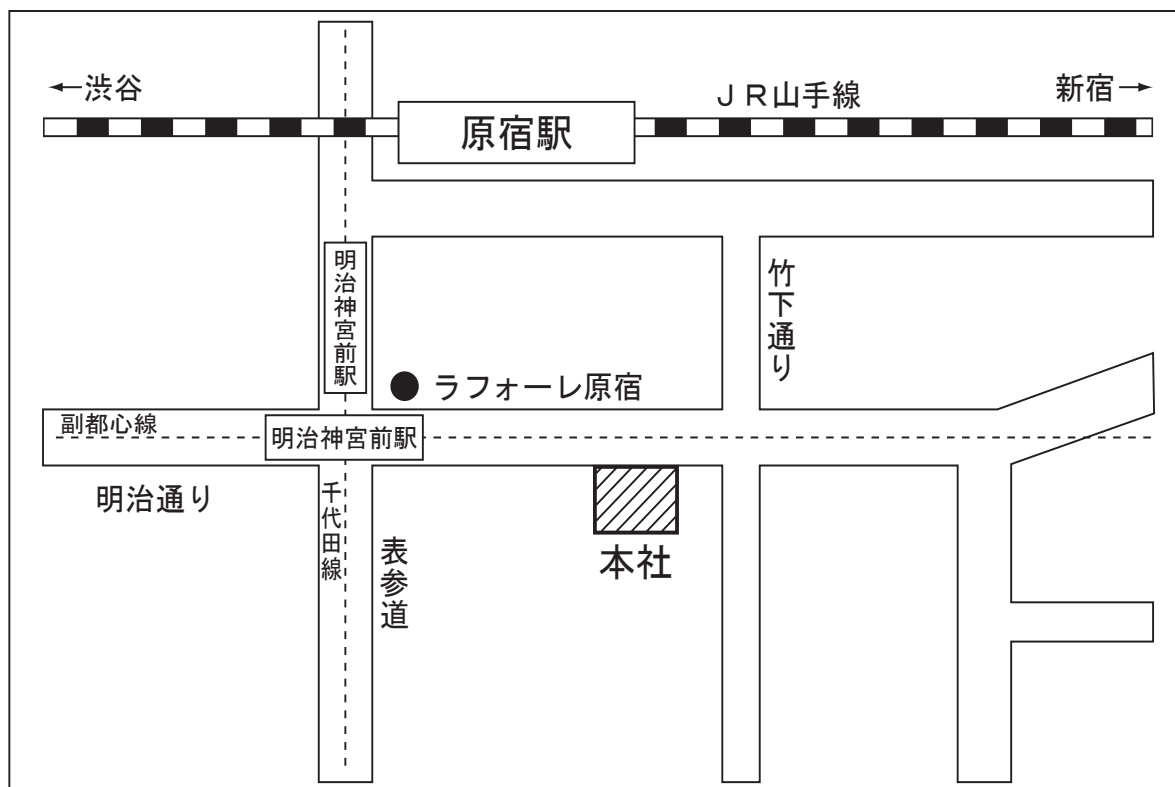 ←渋谷
JR山手線
新宿→
原宿駅
明治神宮前駅
竹下通り
ラフォーレ原宿
副都心線
明治神宮前駅
明治通り
千代田線
表参道
本社